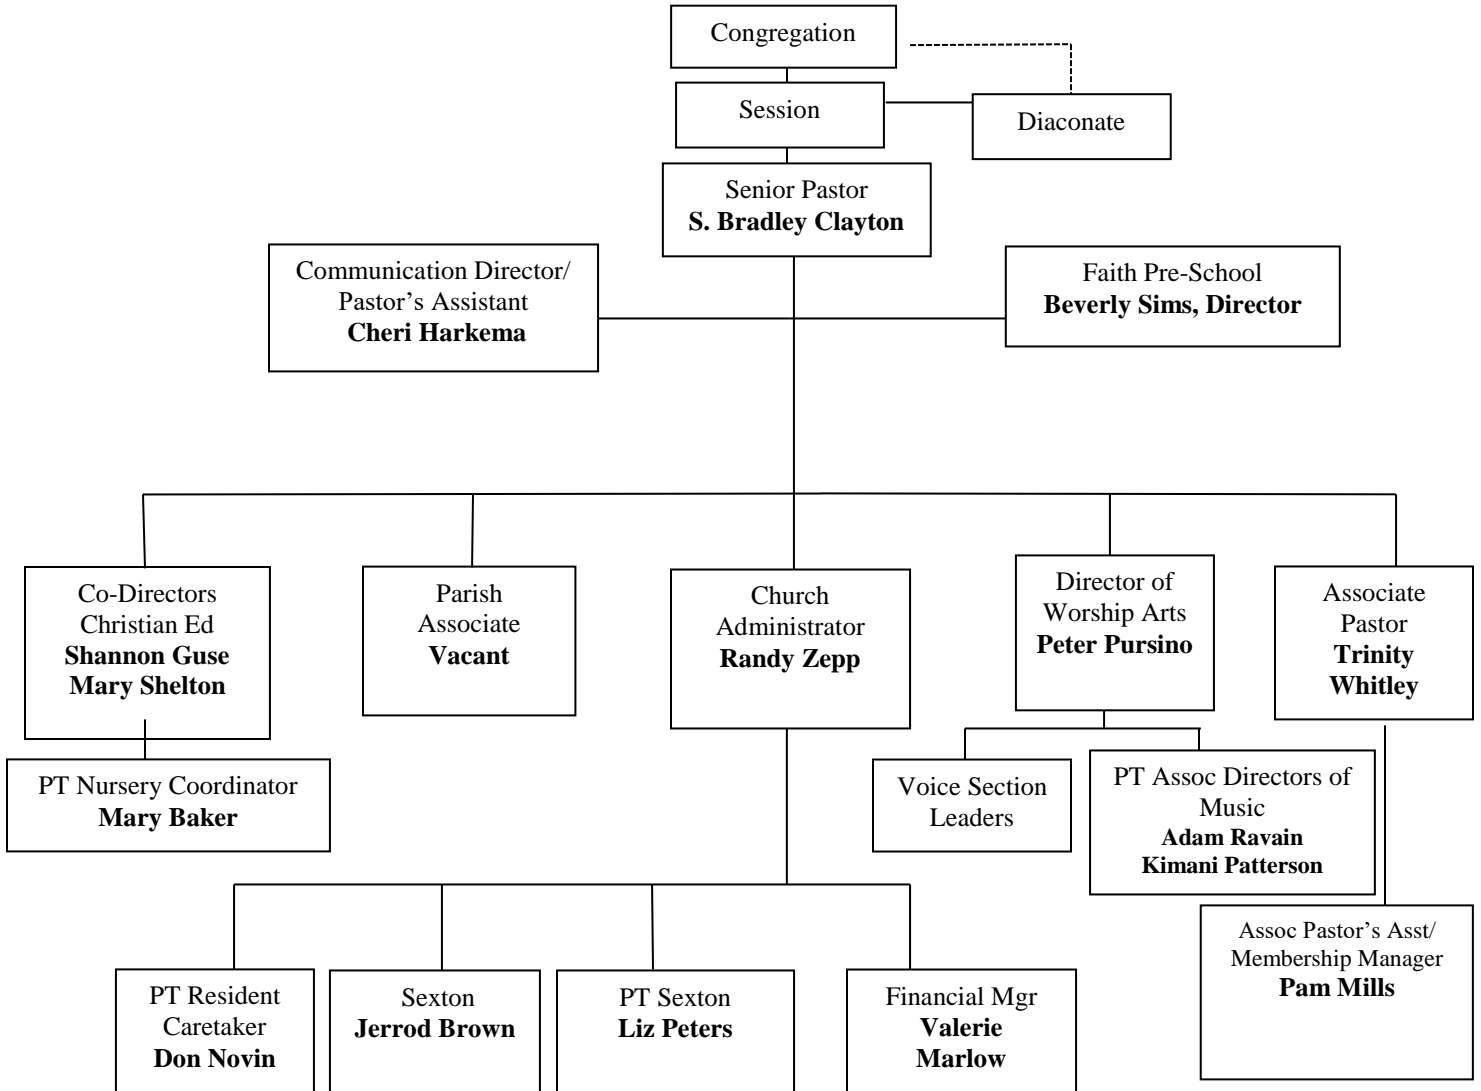 Congregation
Session
Diaconate
Senior Pastor
S. Bradley Clayton
Communication Director/
Pastor’s Assistant
Cheri Harkema
Faith Pre-School
Beverly Sims, Director
Co-Directors
Christian Ed
Shannon Guse
Mary Shelton
Parish
Associate
Vacant
Church
Administrator
Randy Zepp
Director of
Worship Arts
Peter Pursino
Associate
Pastor
Trinity
Whitley
PT Nursery Coordinator
Mary Baker
Voice Section
Leaders
PT Assoc Directors of
Music
Adam Ravain
Kimani Patterson
Assoc Pastor’s Asst/
Membership Manager
Pam Mills
PT Resident
Caretaker
Don Novin
Sexton
Jerrod Brown
PT Sexton
Liz Peters
Financial Mgr
Valerie
Marlow